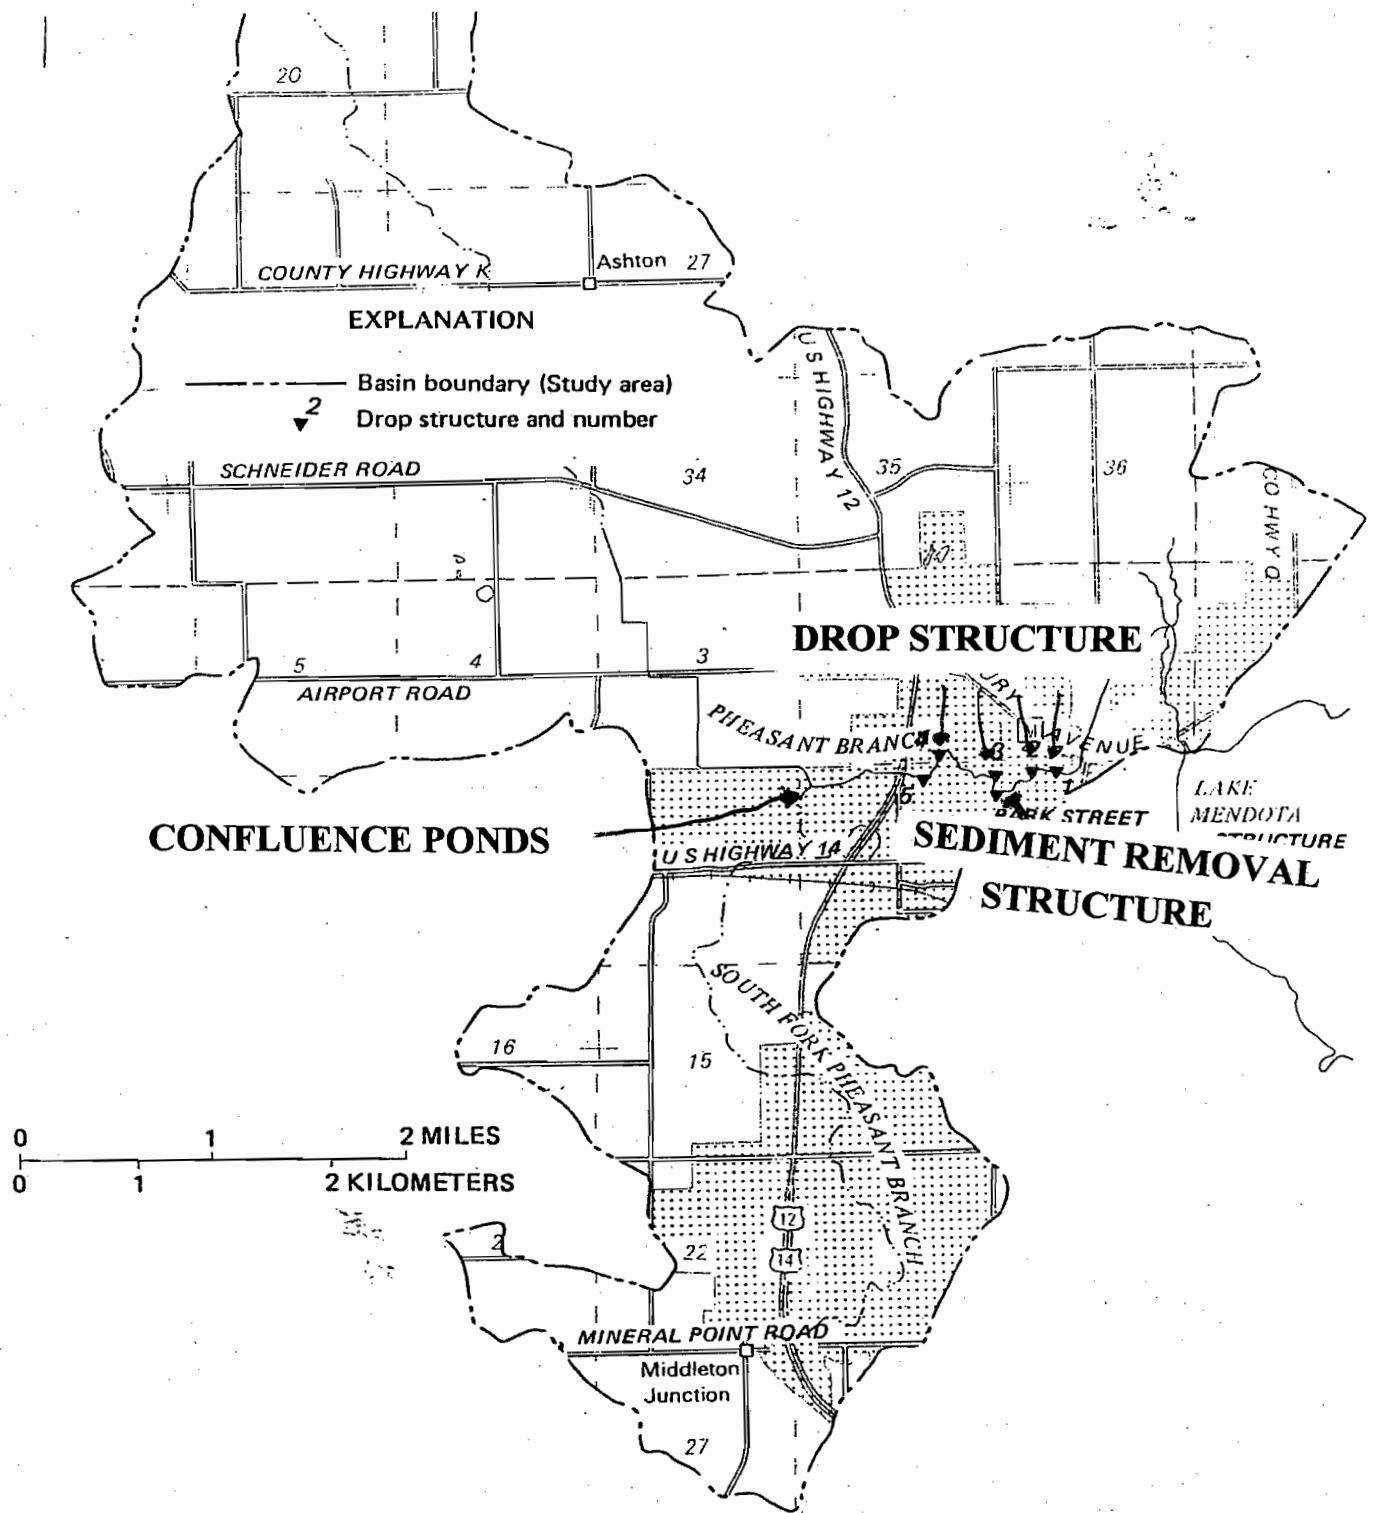 20
Ashton 27
COUNTY HIGHWAY K
EXPLANATION
Basin boundary (Study area)
2
Drop structure and number
U S HIGHWAY 12
SCHNEIDER ROAD
34
35
36
CO HWY Q
DROP STRUCTURE
5
4
3
AIRPORT ROAD
PHEASANT BRANCH
4
3
2
AVENUE
5
1
LAKE
MENDOTA
PARK STREET
STRUCTURE
CONFLUENCE PONDS
U S HIGHWAY 14
SEDIMENT REMOVAL
STRUCTURE
SOUTH FORK PHEASANT BRANCH
16
15
0 1 2 MILES
0 1 2 KILOMETERS
12
2
22
14
MINERAL POINT ROAD
Middleton
Junction
27